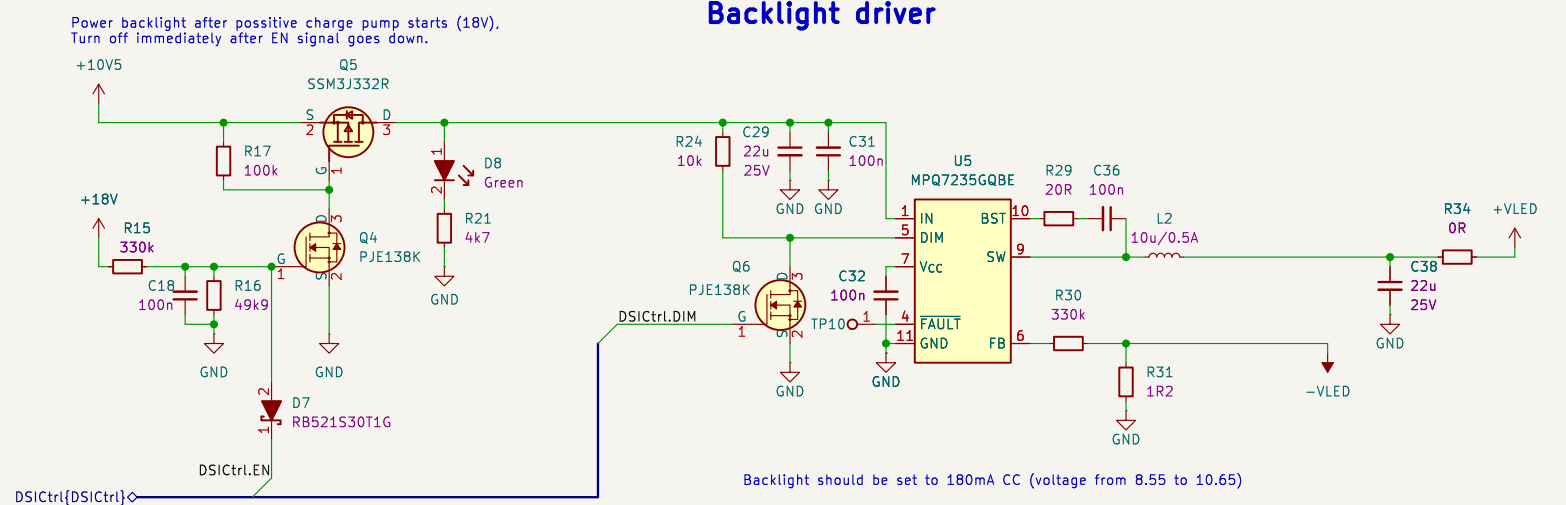 Backlight driver
Power backlight after possitive charge pump starts (18V),
Turn off immediately after EN signal goes down.
+10V5
Q5
SSM3J332R
S
2
D
3
G
1
R17
100k
D8
Green
1
2
R21
4k7
GND
+18V
R15
330k
C18
100n
R16
49k9
GND
Q4
PJE138K
D
3
G
1
S
2
GND
D7
RB521S30T1G
2
1
DSICtrl.EN
DSICtrl{DSICtrl}
DSICtrl.DIM
R24
10k
C29
22u
25V
GND
C31
100n
GND
Q6
PJE138K
D
3
G
1
S
2
GND
C32
100n
TP10
1
GND
U5
MPQ7235GQBE
1 IN
5 DIM
7 Vcc
4 FAULT
11 GND
BST 10
SW 9
FB 6
R29
20R
C36
100n
L2
10u/0.5A
R30
330k
R31
1R2
GND
-VLED
R34
0R
+VLED
C38
22u
25V
GND
Backlight should be set to 180mA CC (voltage from 8.55 to 10.65)